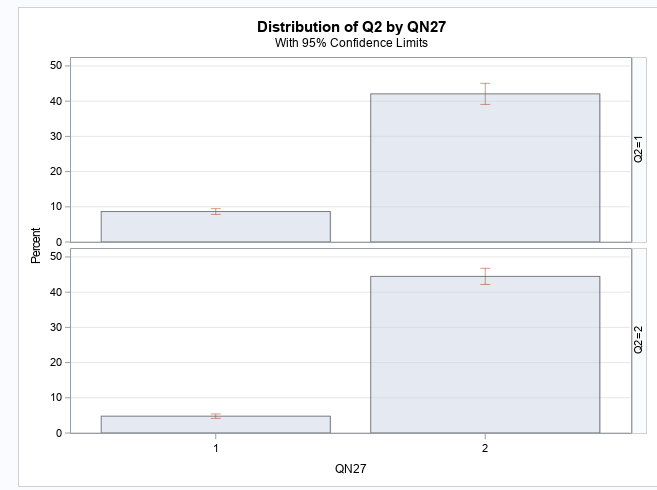 Distribution of Q2 by QN27
With 95% Confidence Limits
Percent
50
40
30
20
10
0
Q2=1
50
40
30
20
10
0
Q2=2
1 2
QN27